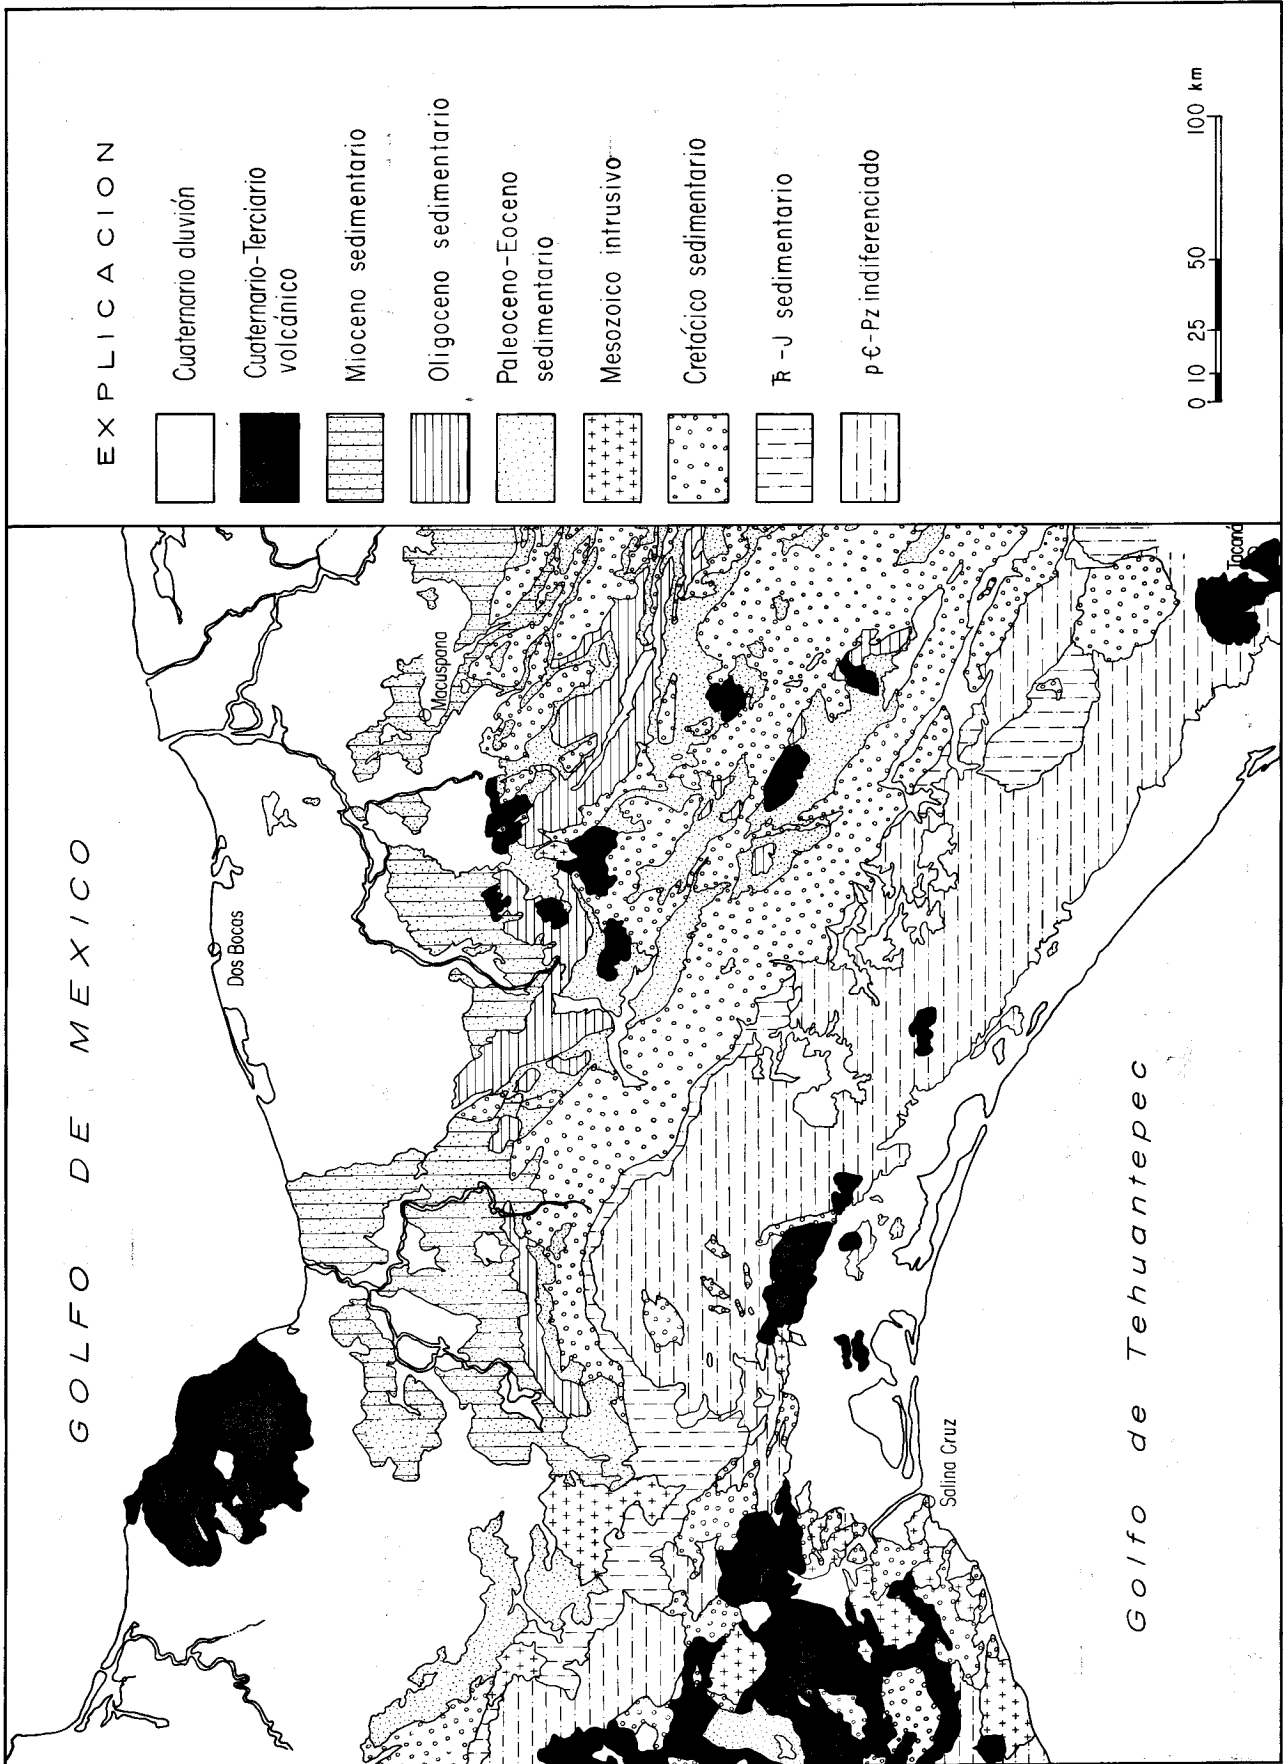 EXPLICACION
Cuaternario aluvión
Cuaternario-Terciario
volcánico
Mioceno sedimentario
Oligoceno sedimentario
Paleoceno-Eoceno
sedimentario
Mesozoico intrusivo
Cretácico sedimentario
Ŧ-J sedimentario
p€-Pz indiferenciado
0 10 25 50 100 km
GOLFO DE MEXICO
Dos Bocas
Macuspana
Tacaná
Salina Cruz
Golfo de Tehuantepec